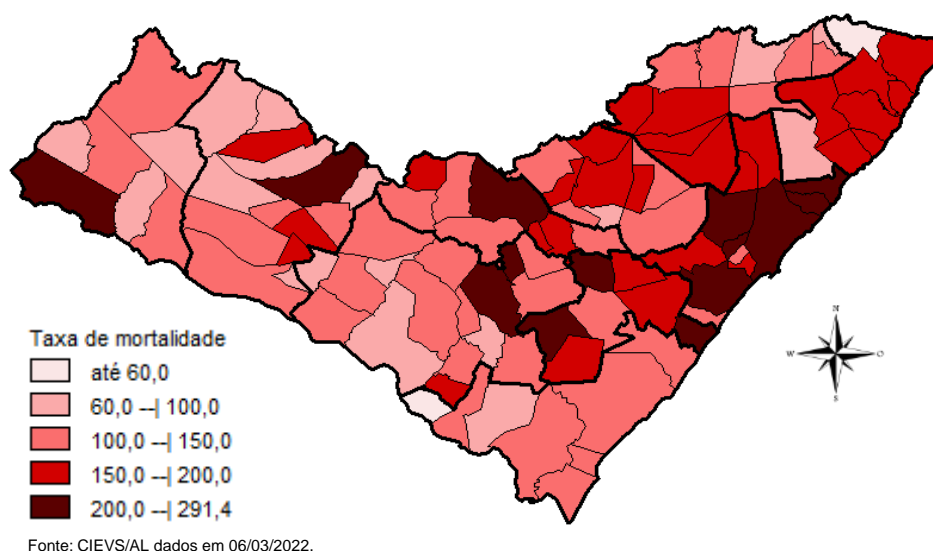 N
W
O
S
Taxa de mortalidade
até 60,0
60,0 --| 100,0
100,0 --| 150,0
150,0 --| 200,0
200,0 --| 291,4
Fonte: CIEVS/AL dados em 06/03/2022.